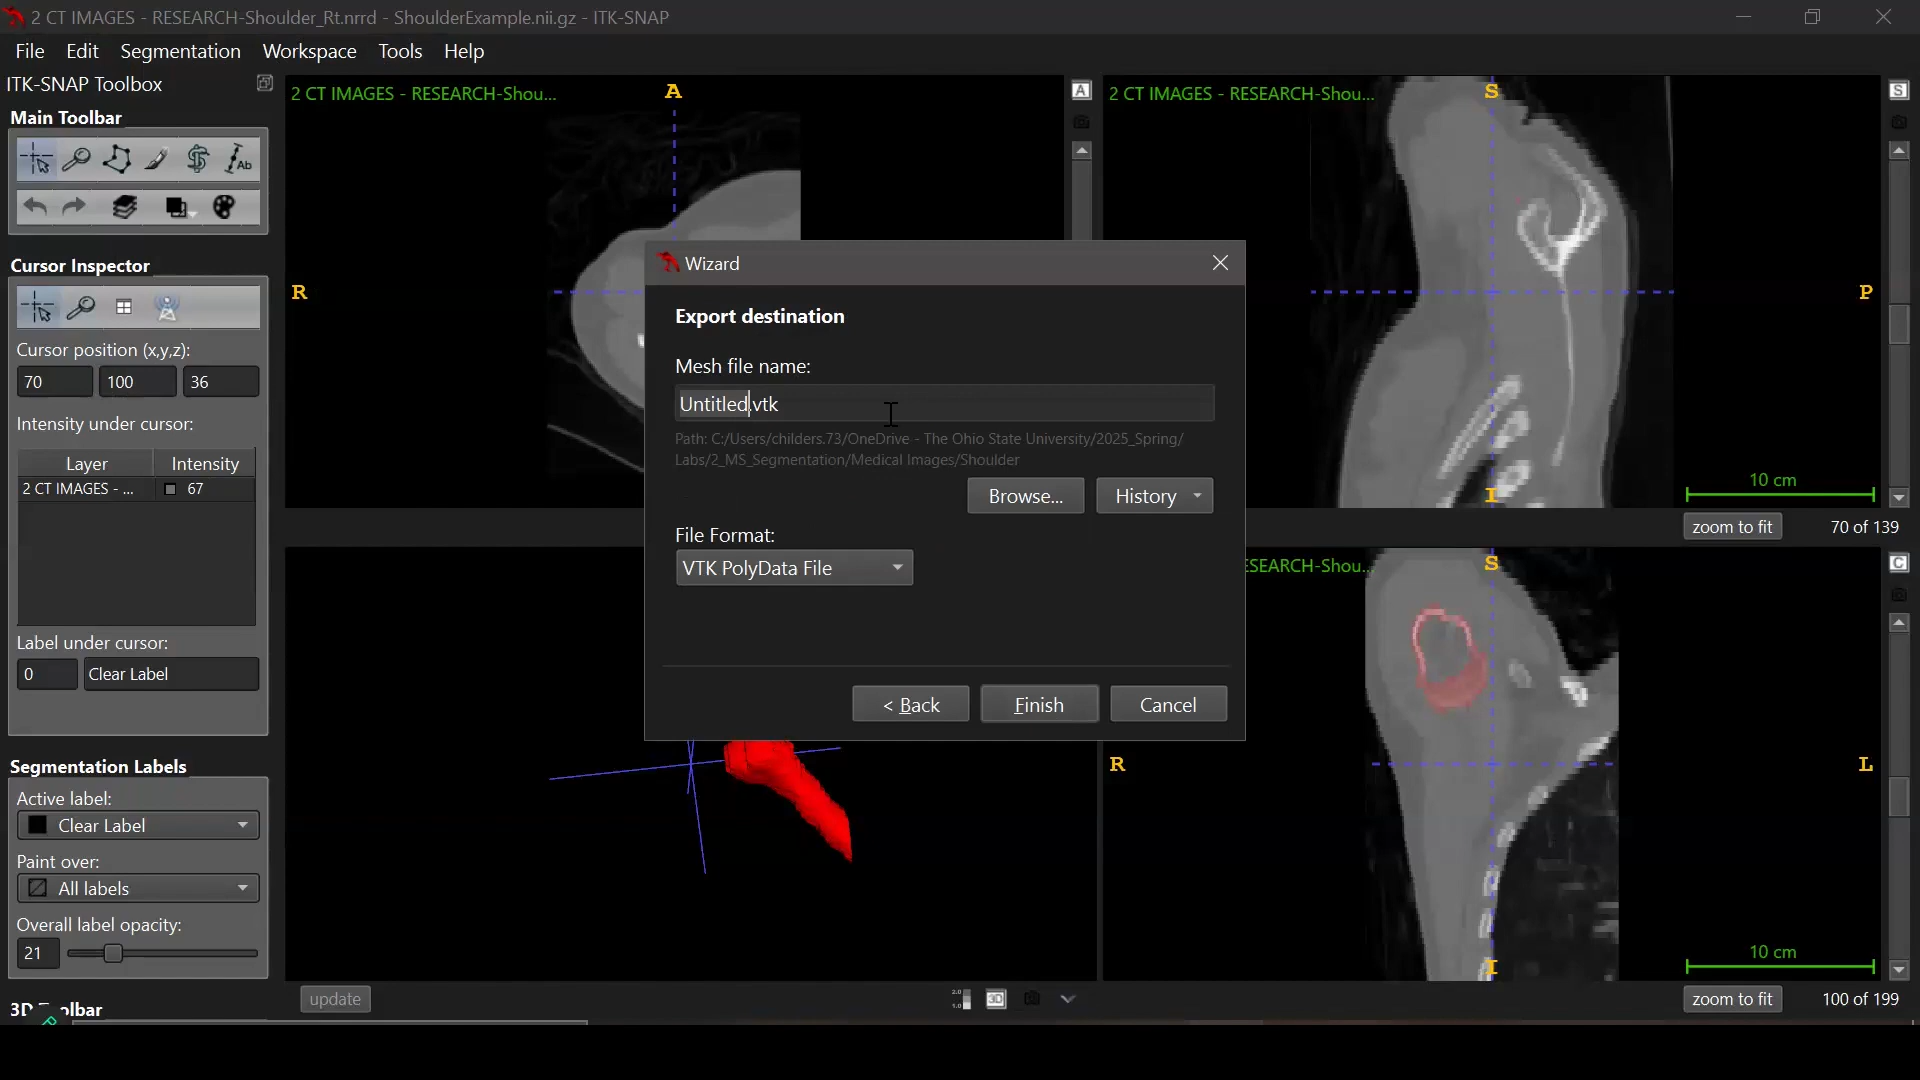 2 CT IMAGES - RESEARCH-Shoulder_Rt.nrrd - ShoulderExample.nii.gz - ITK-SNAP
File Edit Segmentation Workspace Tools Help
ITK-SNAP Toolbox
Main Toolbar
Ab
Cursor Inspector
Cursor position (x,y,z):
70 100 36
Intensity under cursor:
Layer Intensity
2 CT IMAGES - ... 67
Label under cursor:
0 Clear Label
Segmentation Labels
Active label:
Clear Label
Paint over:
All labels
Overall label opacity:
21
2 CT IMAGES - RESEARCH-Shou...
A
A
R
2 CT IMAGES - RESEARCH-Shou...
S
S
P
I
10 cm
zoom to fit 70 of 139
Wizard
Export destination
Mesh file name:
Untitled.vtk
Path: C:/Users/childers.73/OneDrive - The Ohio State University/2025_Spring/
Labs/2_MS_Segmentation/Medical Images/Shoulder
Browse... History
File Format:
VTK PolyData File
< Back Finish Cancel
ESEARCH-Shou...
S
C
R
L
I
10 cm
update
3D
zoom to fit 100 of 199